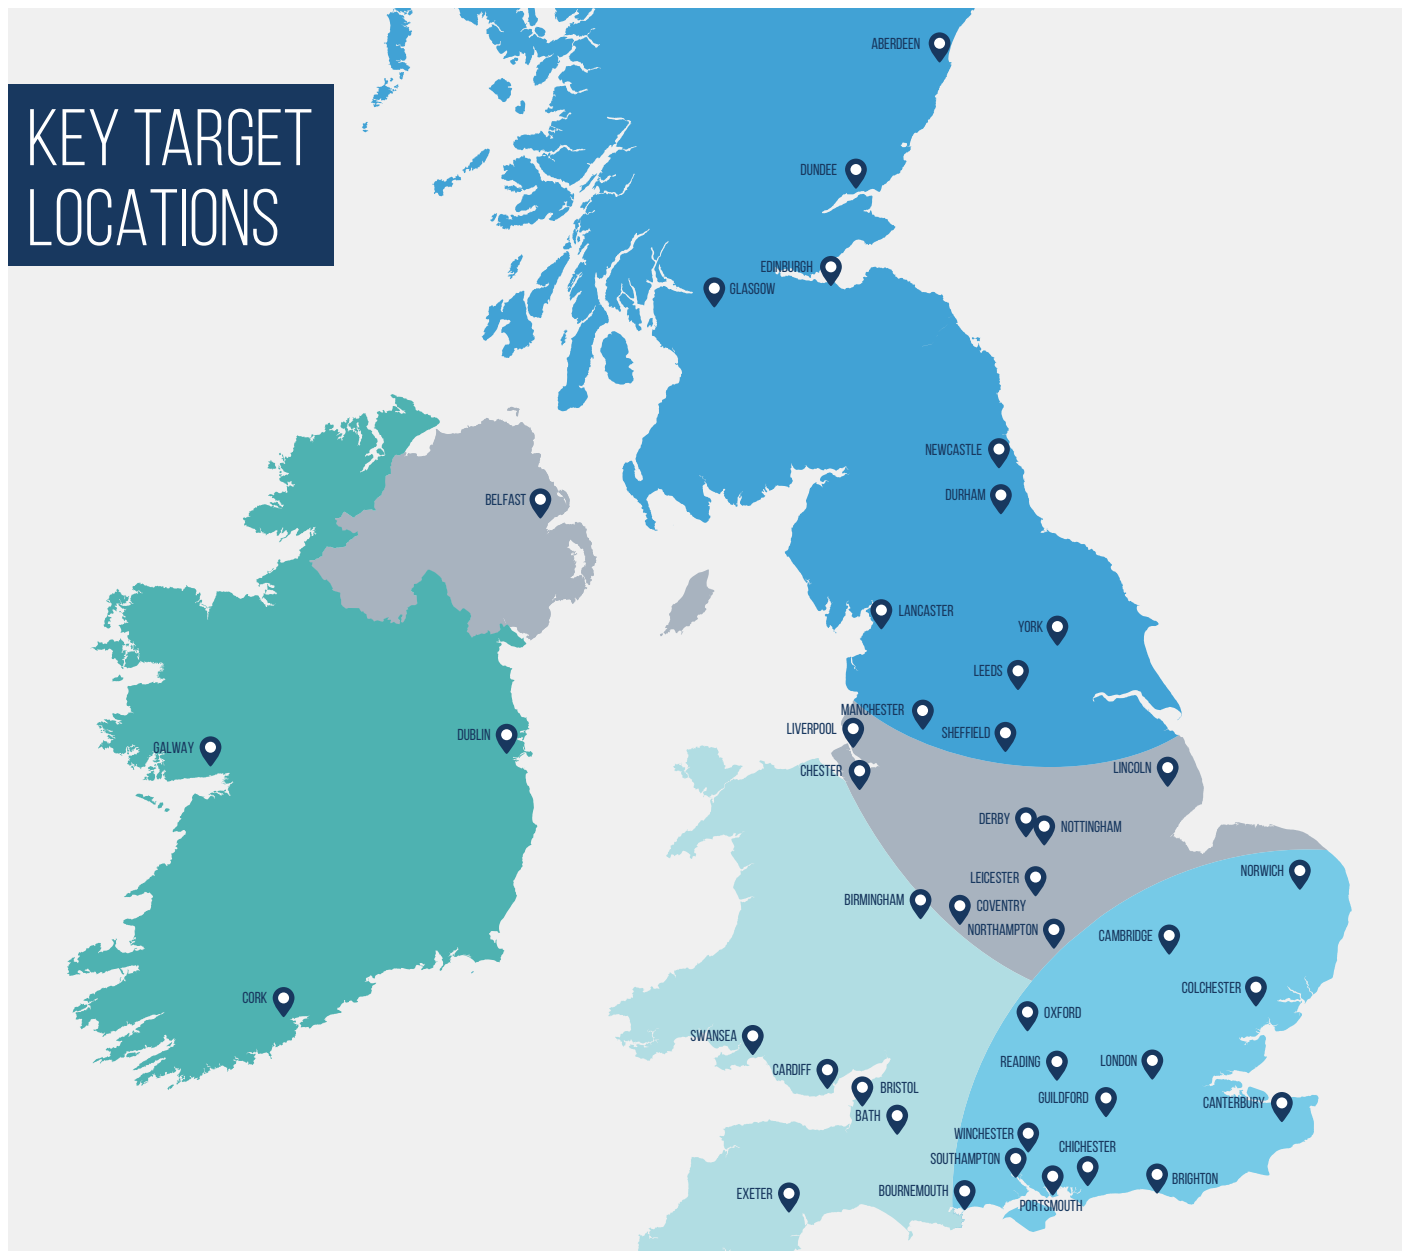 KEY TARGET
LOCATIONS
ABERDEEN
DUNDEE
EDINBURGH
GLASGOW
NEWCASTLE
DURHAM
BELFAST
LANCASTER
YORK
LEEDS
MANCHESTER
LIVERPOOL
SHEFFIELD
DUBLIN
GALWAY
CHESTER
LINCOLN
DERBY
NOTTINGHAM
NORWICH
LEICESTER
BIRMINGHAM
COVENTRY
NORTHAMPTON
CAMBRIDGE
COLCHESTER
CORK
OXFORD
SWANSEA
READING
LONDON
CARDIFF
BRISTOL
GUILDFORD
CANTERBURY
BATH
WINCHESTER
CHICHESTER
SOUTHAMPTON
BRIGHTON
BOURNEMOUTH
EXETER
PORTSMOUTH